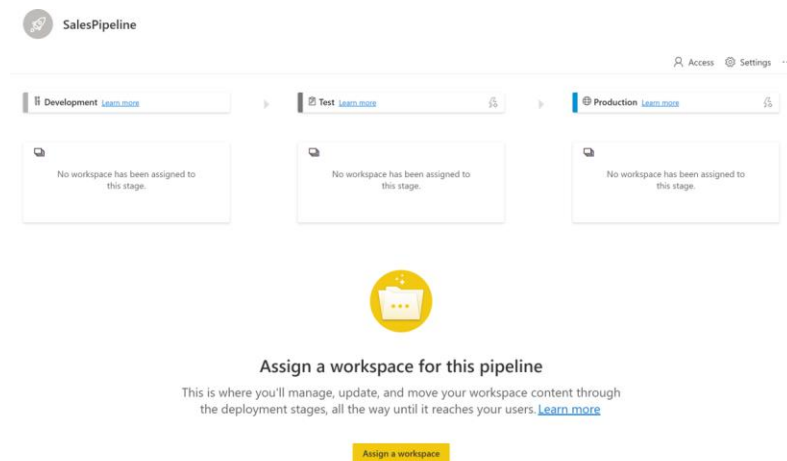 SalesPipeline
Access Settings ...
Development Learn more
Test Learn more
Production Learn more
No workspace has been assigned to
this stage.
No workspace has been assigned to
this stage.
No workspace has been assigned to
this stage.
Assign a workspace for this pipeline
This is where you'll manage, update, and move your workspace content through
the deployment stages, all the way until it reaches your users. Learn more
Assign a workspace